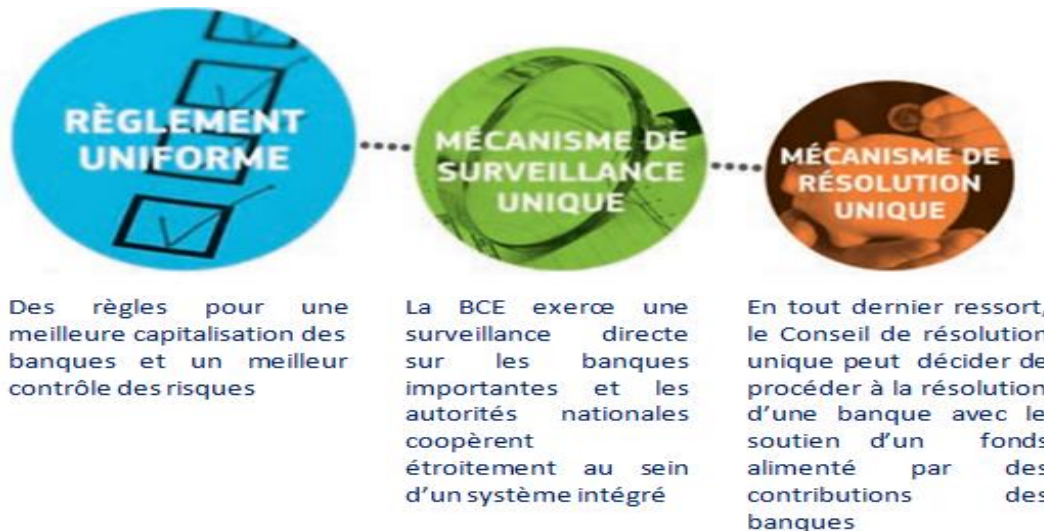 RÈGLEMENT
UNIFORME
MÉCANISME DE
SURVEILLANCE
UNIQUE
MÉCANISME DE
RÉSOLUTION
UNIQUE
Des règles pour une
meilleure capitalisation des
banques et un meilleur
contrôle des risques
La BCE exerce une
surveillance directe
sur les banques
importantes et les
autorités nationales
coopèrent
étroitement au sein
d'un système intégré
En tout dernier ressort,
le Conseil de résolution
unique peut décider de
procéder à la résolution
d'une banque avec le
soutien d'un fonds
alimenté par des
contributions des
banques